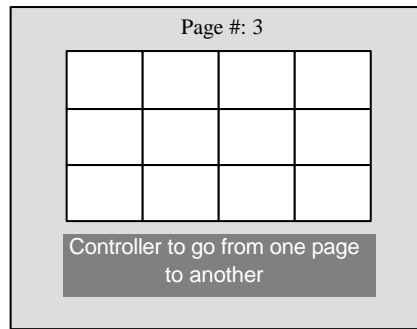 Page #: 3
Controller to go from one page
to another